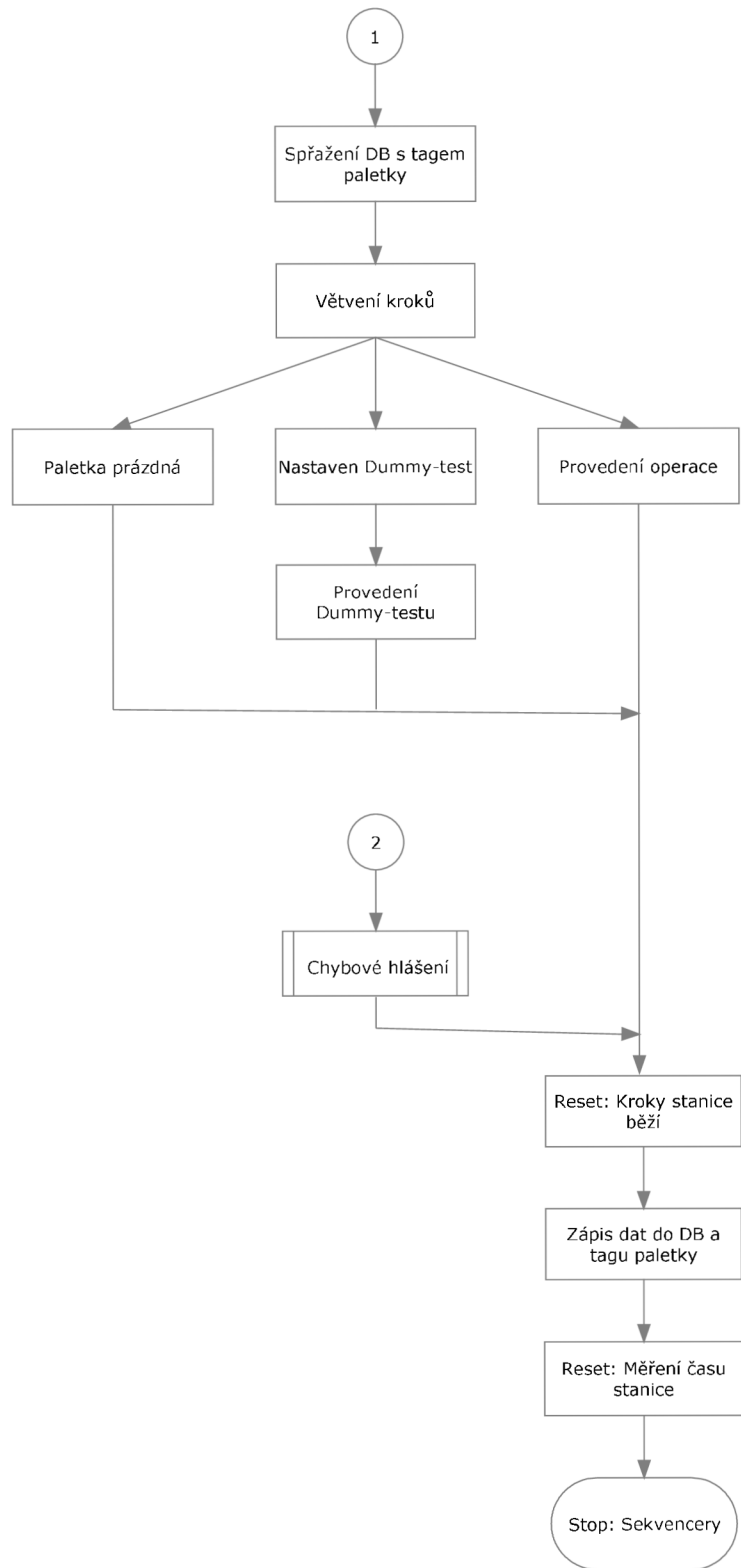 1
Spřažení DB s tagem
paletky
Větvení kroků
Paletka prázdná
Nastaven Dummy-test
Provedení operace
Provedení
Dummy-testu
2
Chybové hlášení
Reset: Kroky stanice
běží
Zápis dat do DB a
tagu paletky
Reset: Měření času
stanice
Stop: Sekvencery